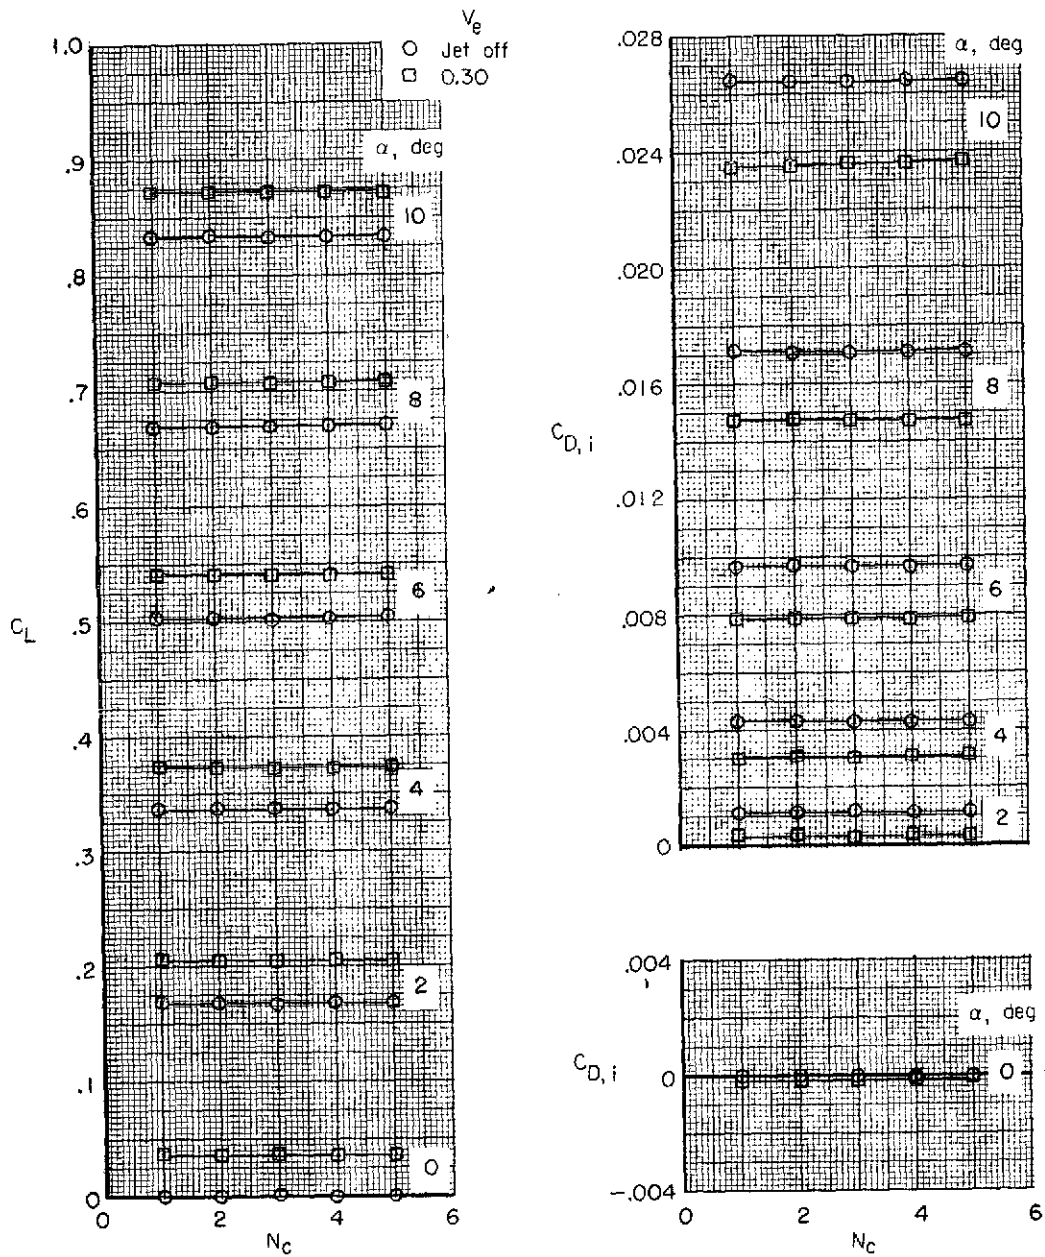 V_e
Jet off
0.30
1.0
.9
.8
.7
.6
.5
.4
.3
.2
.1
0
C_L
α, deg
10
8
6
4
2
0
0 2 4 6
N_c
.028
.024
.020
.016
.012
.008
.004
0
C_D,i
α, deg
10
8
6
4
2
.004
0
-.004
C_D,i
α, deg
0
0 2 4 6
N_c